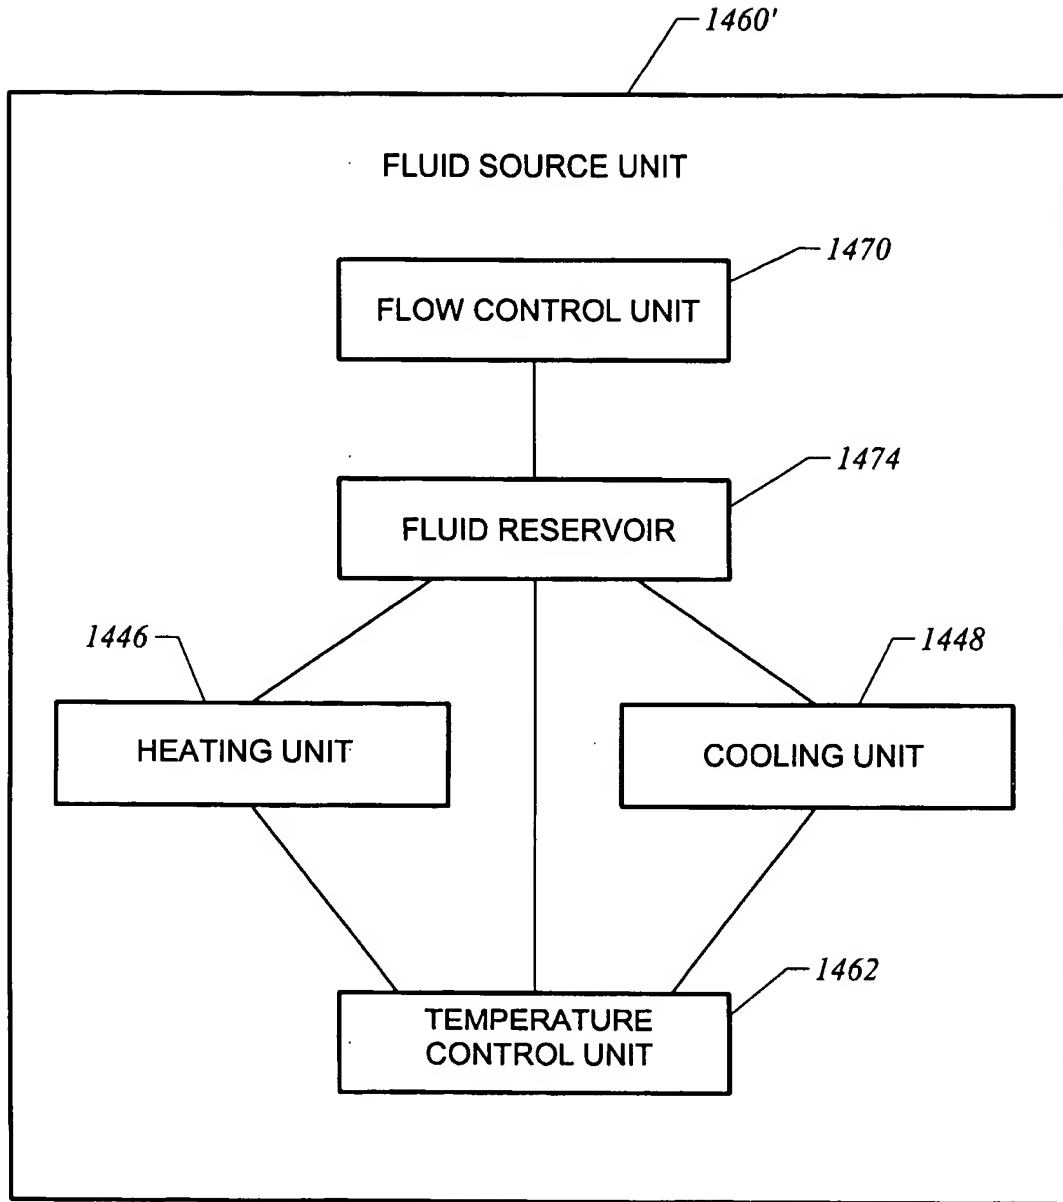 1460'
FLUID SOURCE UNIT
1470
FLOW CONTROL UNIT
1474
FLUID RESERVOIR
1446
1448
HEATING UNIT
COOLING UNIT
1462
TEMPERATURE
CONTROL UNIT